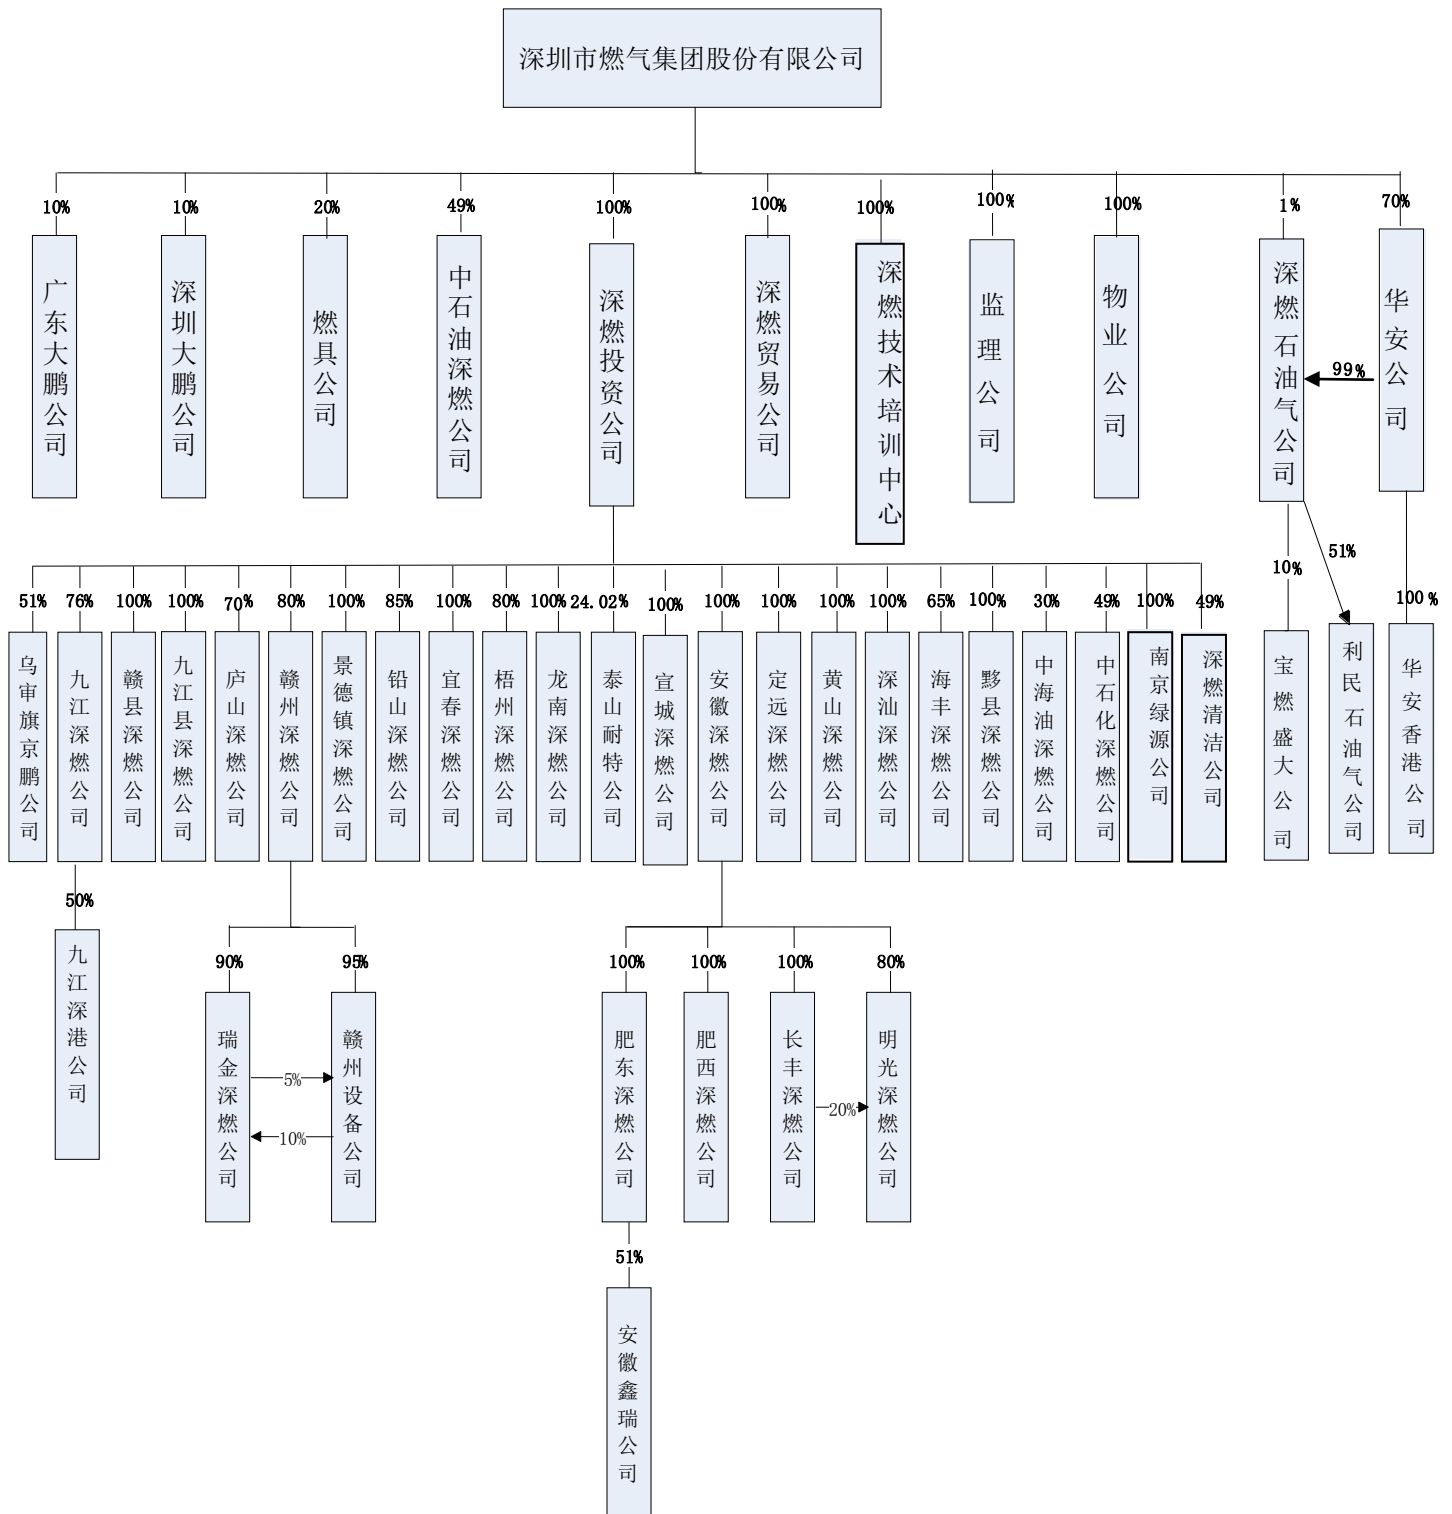 深圳市燃气集团股份有限公司
10%
10%
20%
49%
100%
100%
100%
100%
100%
1%
70%
广东大鹏公司
深圳大鹏公司
燃具公司
中石油深燃公司
深燃投资公司
深燃贸易公司
深燃技术培训中心
监理公司
物业公司
深燃石油气公司
99%
华安公司
10%
51%
100%
51%
76%
100%
100%
70%
80%
100%
85%
100%
80%
100%
24.02%
100%
100%
100%
100%
100%
65%
100%
30%
49%
100%
49%
乌审旗京鹏公司
九江深燃公司
赣县深燃公司
九江县深燃公司
庐山深燃公司
赣州深燃公司
景德镇深燃公司
铅山深燃公司
宜春深燃公司
梧州深燃公司
龙南深燃公司
泰山耐特公司
宣城深燃公司
安徽深燃公司
定远深燃公司
黄山深燃公司
深汕深燃公司
海丰深燃公司
黟县深燃公司
中海油深燃公司
中石化深燃公司
南京绿源公司
深燃清洁公司
宝燃盛大公司
利民石油气公司
华安香港公司
50%
90%
95%
100%
100%
100%
80%
九江深港公司
瑞金深燃公司
5%
10%
赣州设备公司
肥东深燃公司
肥西深燃公司
长丰深燃公司
20%
明光深燃公司
51%
安徽鑫瑞公司